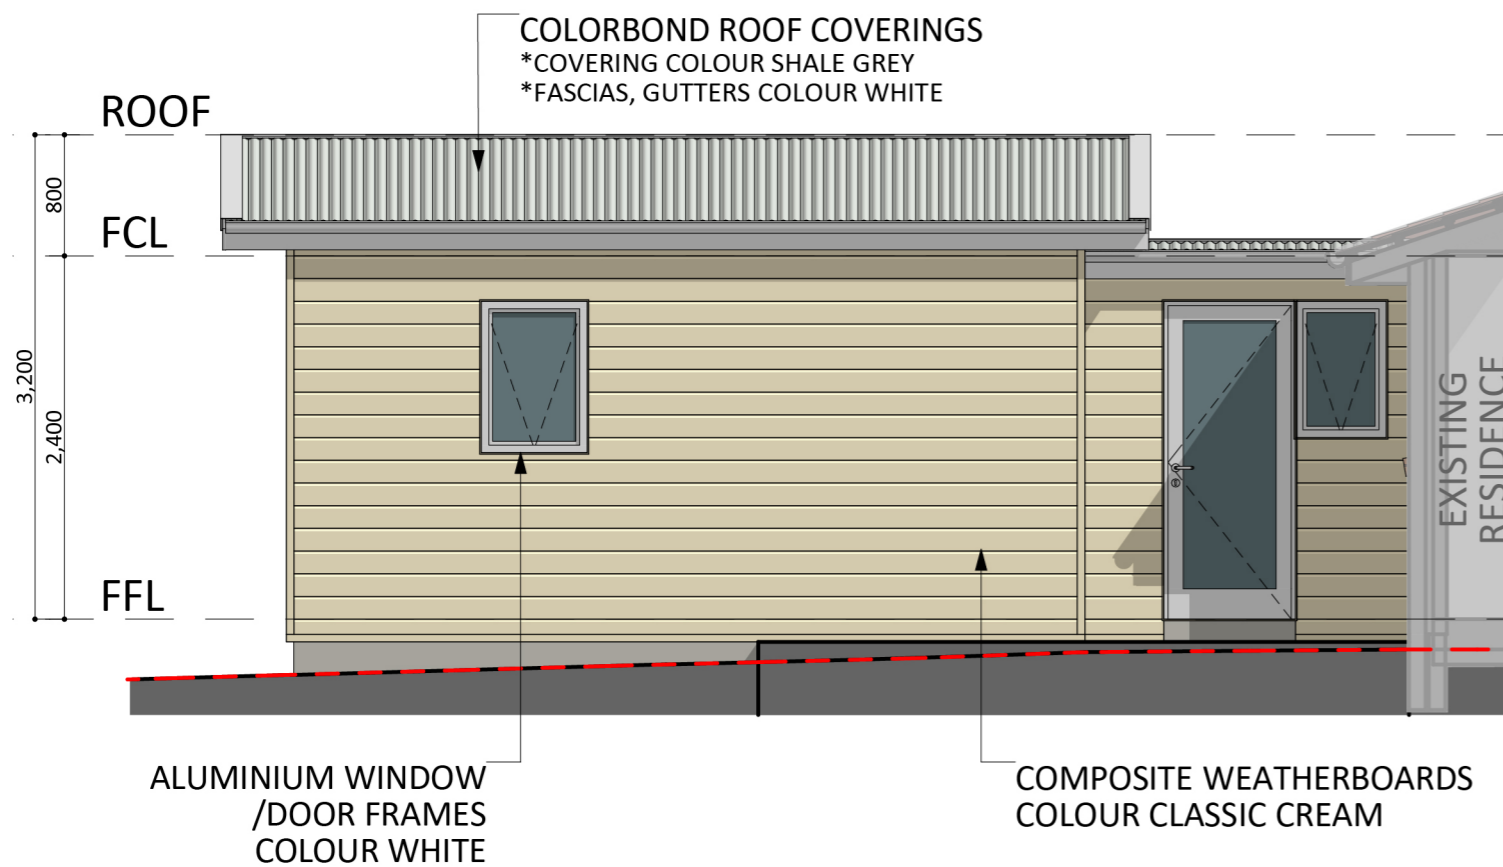 COLORBOND ROOF COVERINGS
*COVERING COLOUR SHALE GREY
*FASCIAS, GUTTERS COLOUR WHITE
ROOF
800
FCL
3,200
2,400
EXISTING
RESIDENCE
FFL
ALUMINIUM WINDOW
/DOOR FRAMES
COLOUR WHITE
COMPOSITE WEATHERBOARDS
COLOUR CLASSIC CREAM